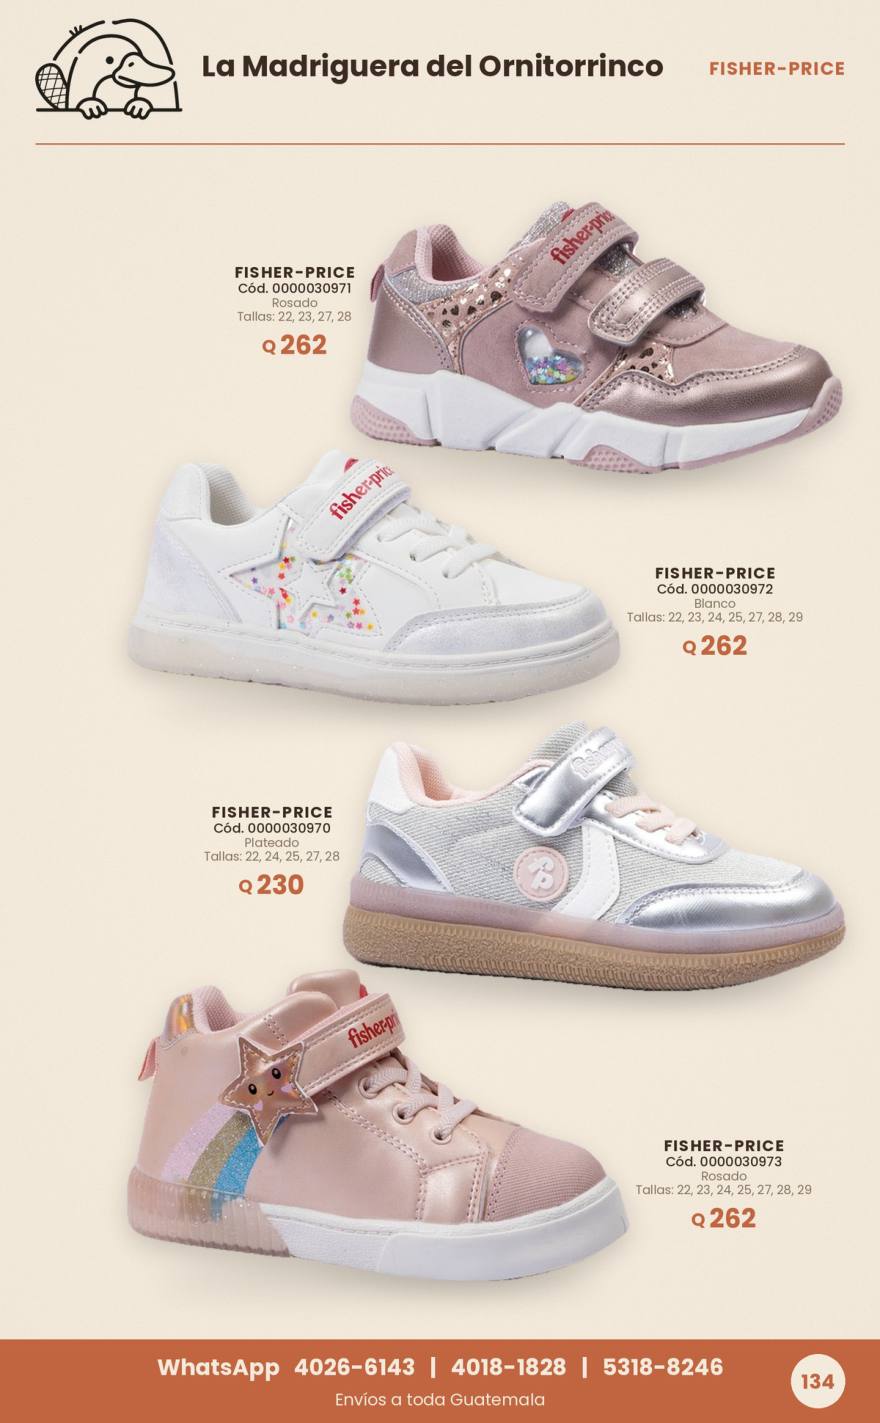 La Madriguera del Ornitorrinco
FISHER-PRICE
FISHER-PRICE
Cód. 0000030971
Rosado
Tallas: 22, 23, 27, 28
Q 262
fisher-price
fisher-price
FISHER-PRICE
Cód. 0000030972
Blanco
Tallas: 22, 23, 24, 25, 27, 28, 29
Q 262
FISHER-PRICE
Cód. 0000030970
Plateado
Tallas: 22, 24, 25, 27, 28
Q 230
fisher
fp
fisher-price
FISHER-PRICE
Cód. 0000030973
Rosado
Tallas: 22, 23, 24, 25, 27, 28, 29
Q 262
WhatsApp 4026-6143 | 4018-1828 | 5318-8246
Envíos a toda Guatemala
134